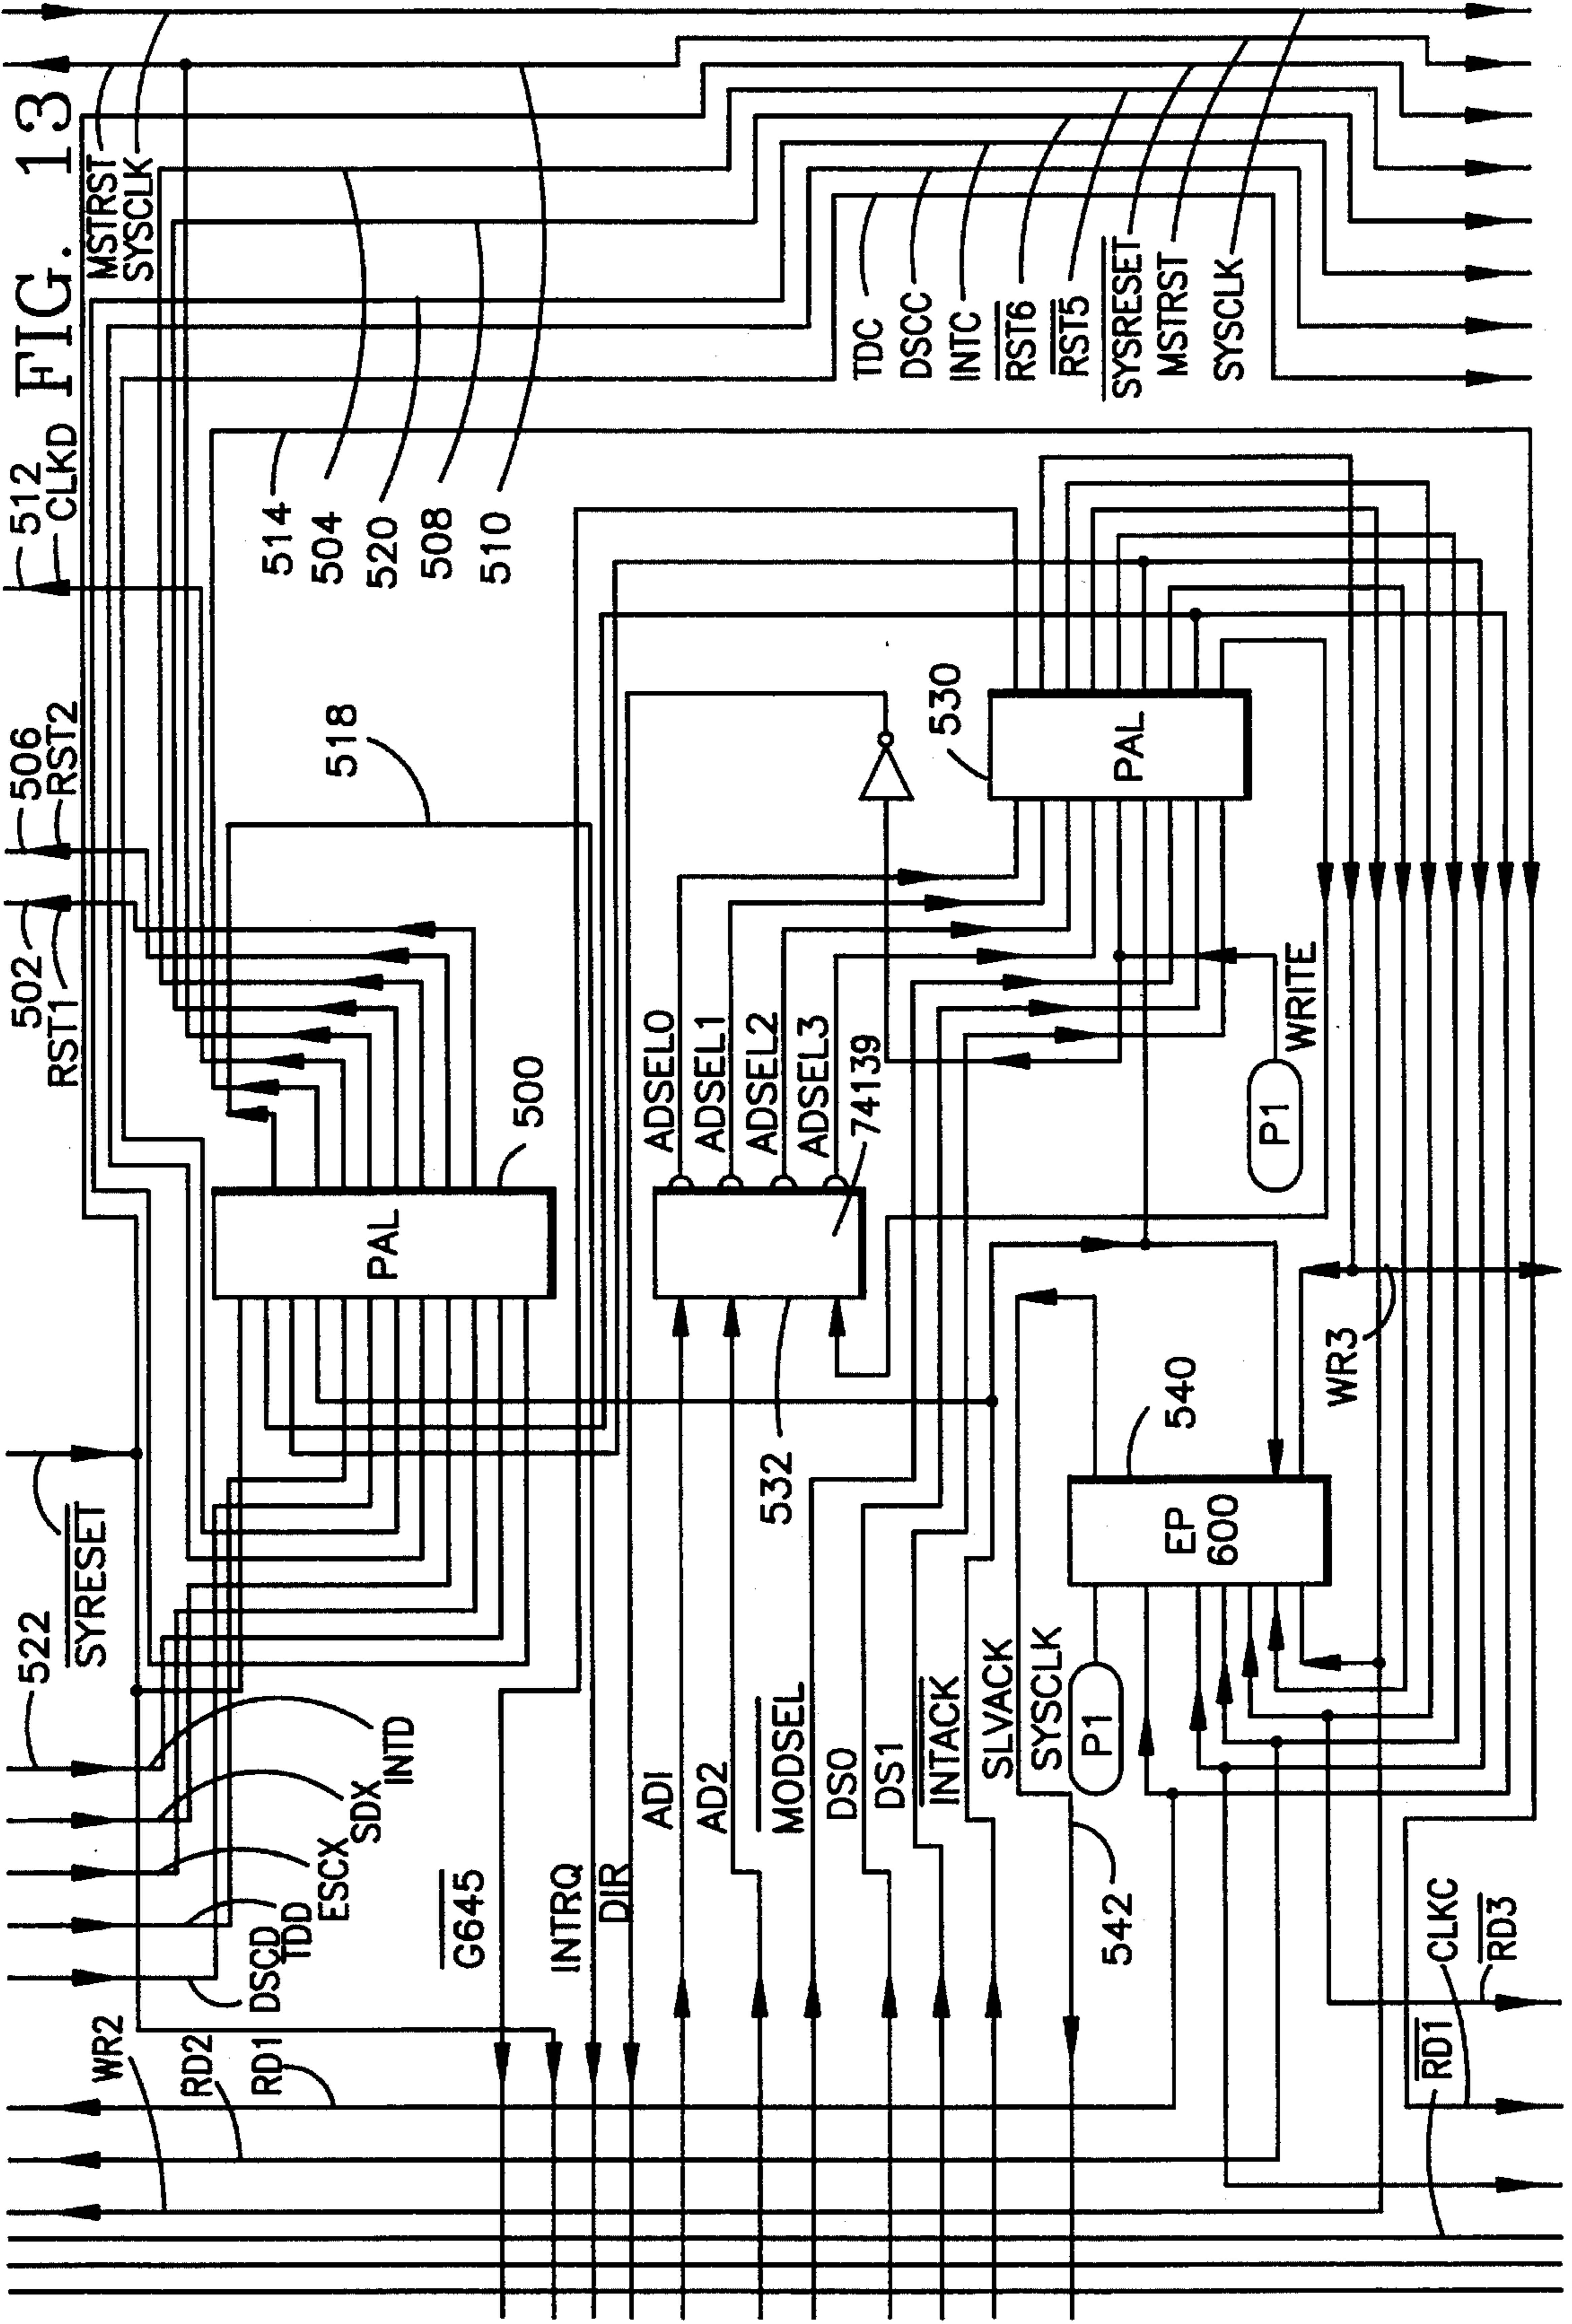 FIG. 13
MSTRST
SYSCLK
512
CLKD
506
RST2
502
RST1
522
SYRESET
INTD
SDX
ESCX
TDD
DSCD
WR2
RD2
RD1
514
504
520
508
510
518
500
PAL
TDC
DSCC
INTC
RST6
RST5
SYSRESET
MSTRST
SYSCLK
G645
INTRQ
DIR
ADI
AD2
MODSEL
DS0
DS1
INTACK
SLVACK
SYSCLK
P1
542
ADSEL0
ADSEL1
ADSEL2
ADSEL3
74139
532
530
PAL
WRITE
P1
540
EP
600
WR3
RD1
CLKC
RD3